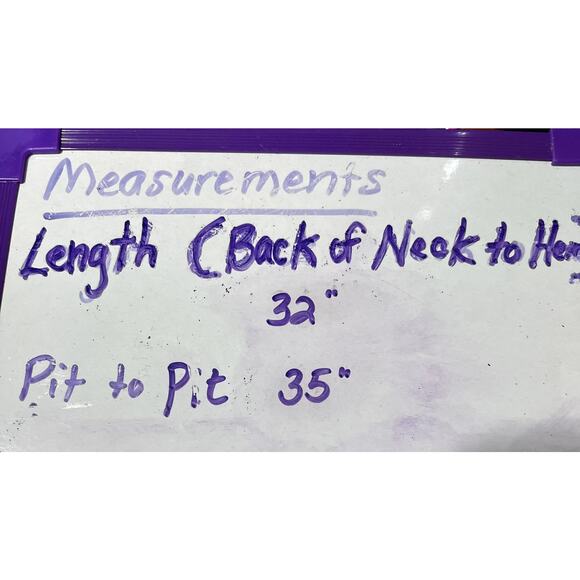 Measurements
Length (Back of Neck to Hem
32"
Pit to Pit 35"